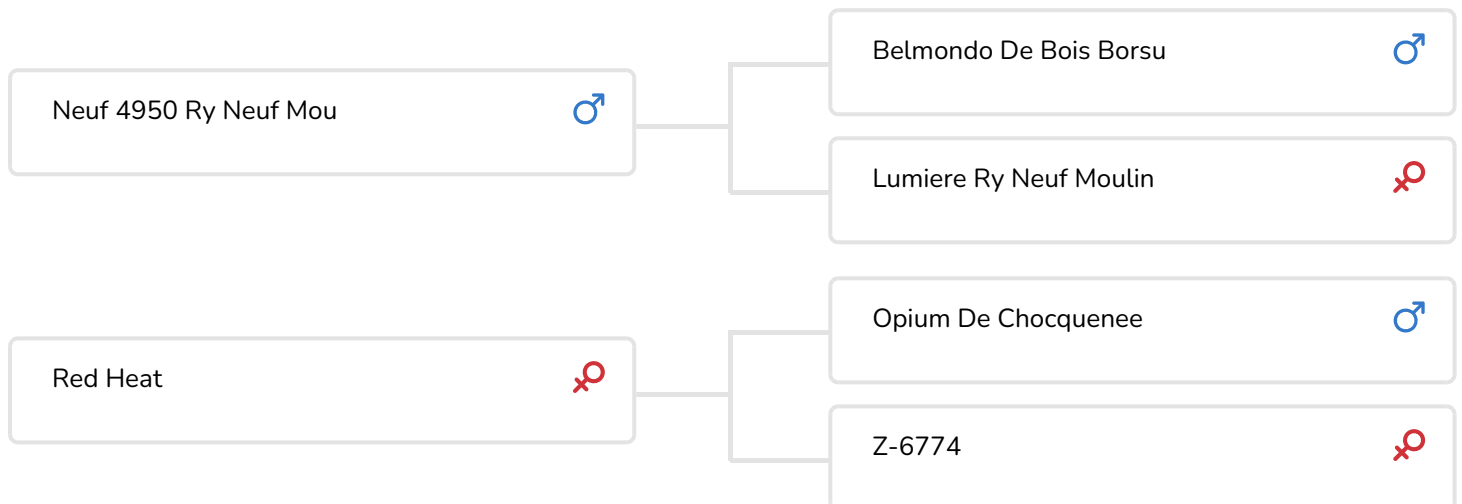 Belmondo De Bois Borsu
Neuf 4950 Ry Neuf Mou
Lumiere Ry Neuf Moulin
Opium De Chocquenee
Red Heat
Z-6774